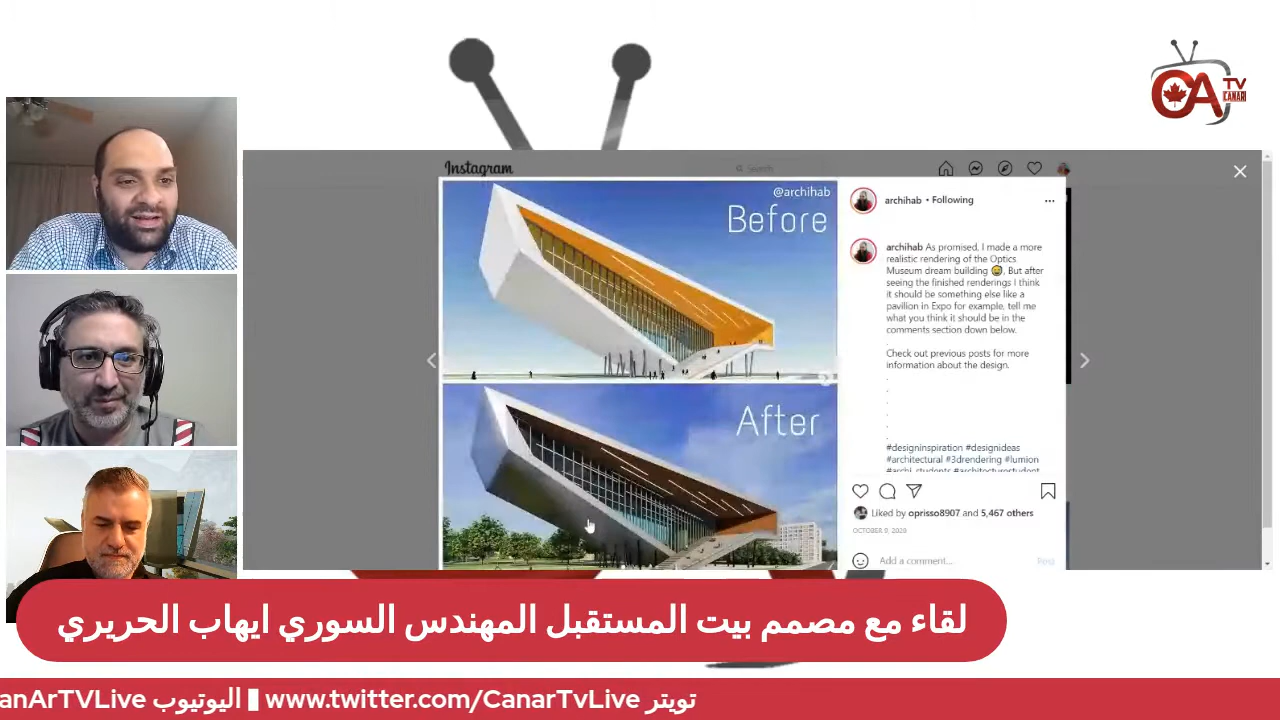 CA TV
CANAR
Instagram
Search
@archihab
Before
After
archihab • Following
archihab As promised, I made a more
realistic rendering of the Optics
Museum dream building 😅, But after
seeing the finished renderings I think
it should be something else like a
pavilion in Expo for example, tell me
what you think it should be in the
comments section down below.
.
Check out previous posts for more
information about the design.
.
.
.
.
.
.
#designinspiration #designideas
#architectural #3drendering #lumion
#archi_students #architecturestudent
Liked by oprisso8907 and 5,467 others
OCTOBER 9, 2020
Add a comment...
Post
لقاء مع مصمم بيت المستقبل المهندس السوري ايهاب الحريري
anArTVLive اليوتيوب ▮ www.twitter.com/CanarTvLive تويتر